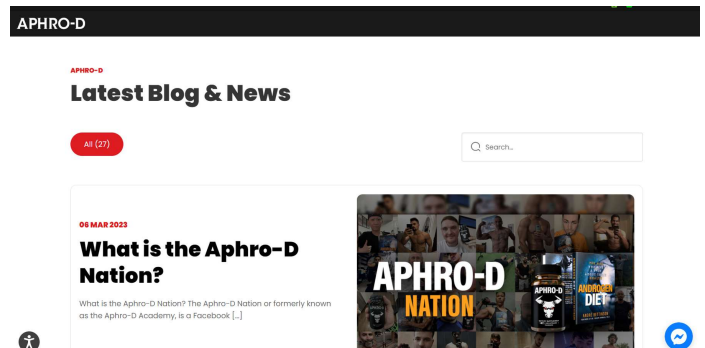 APHRO-D
APHRO-D
Latest Blog & News
All (27)
Search...
06 MAR 2023
What is the Aphro-D
Nation?
What is the Aphro-D Nation? The Aphro-D Nation or formerly known
as the Aphro-D Academy, is a Facebook [...]
APHRO-D
NATION
APHRO-D
ANDROGEN
DIET